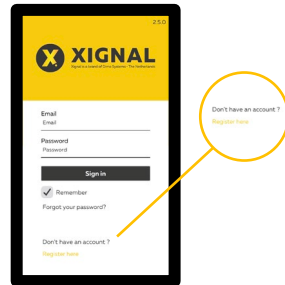 2.5.0
XIGNAL
Email
Email
Password
Password
Sign in
Remember
Forgot your password?
Don't have an account ?
Register here
Don't have an account ?
Register here